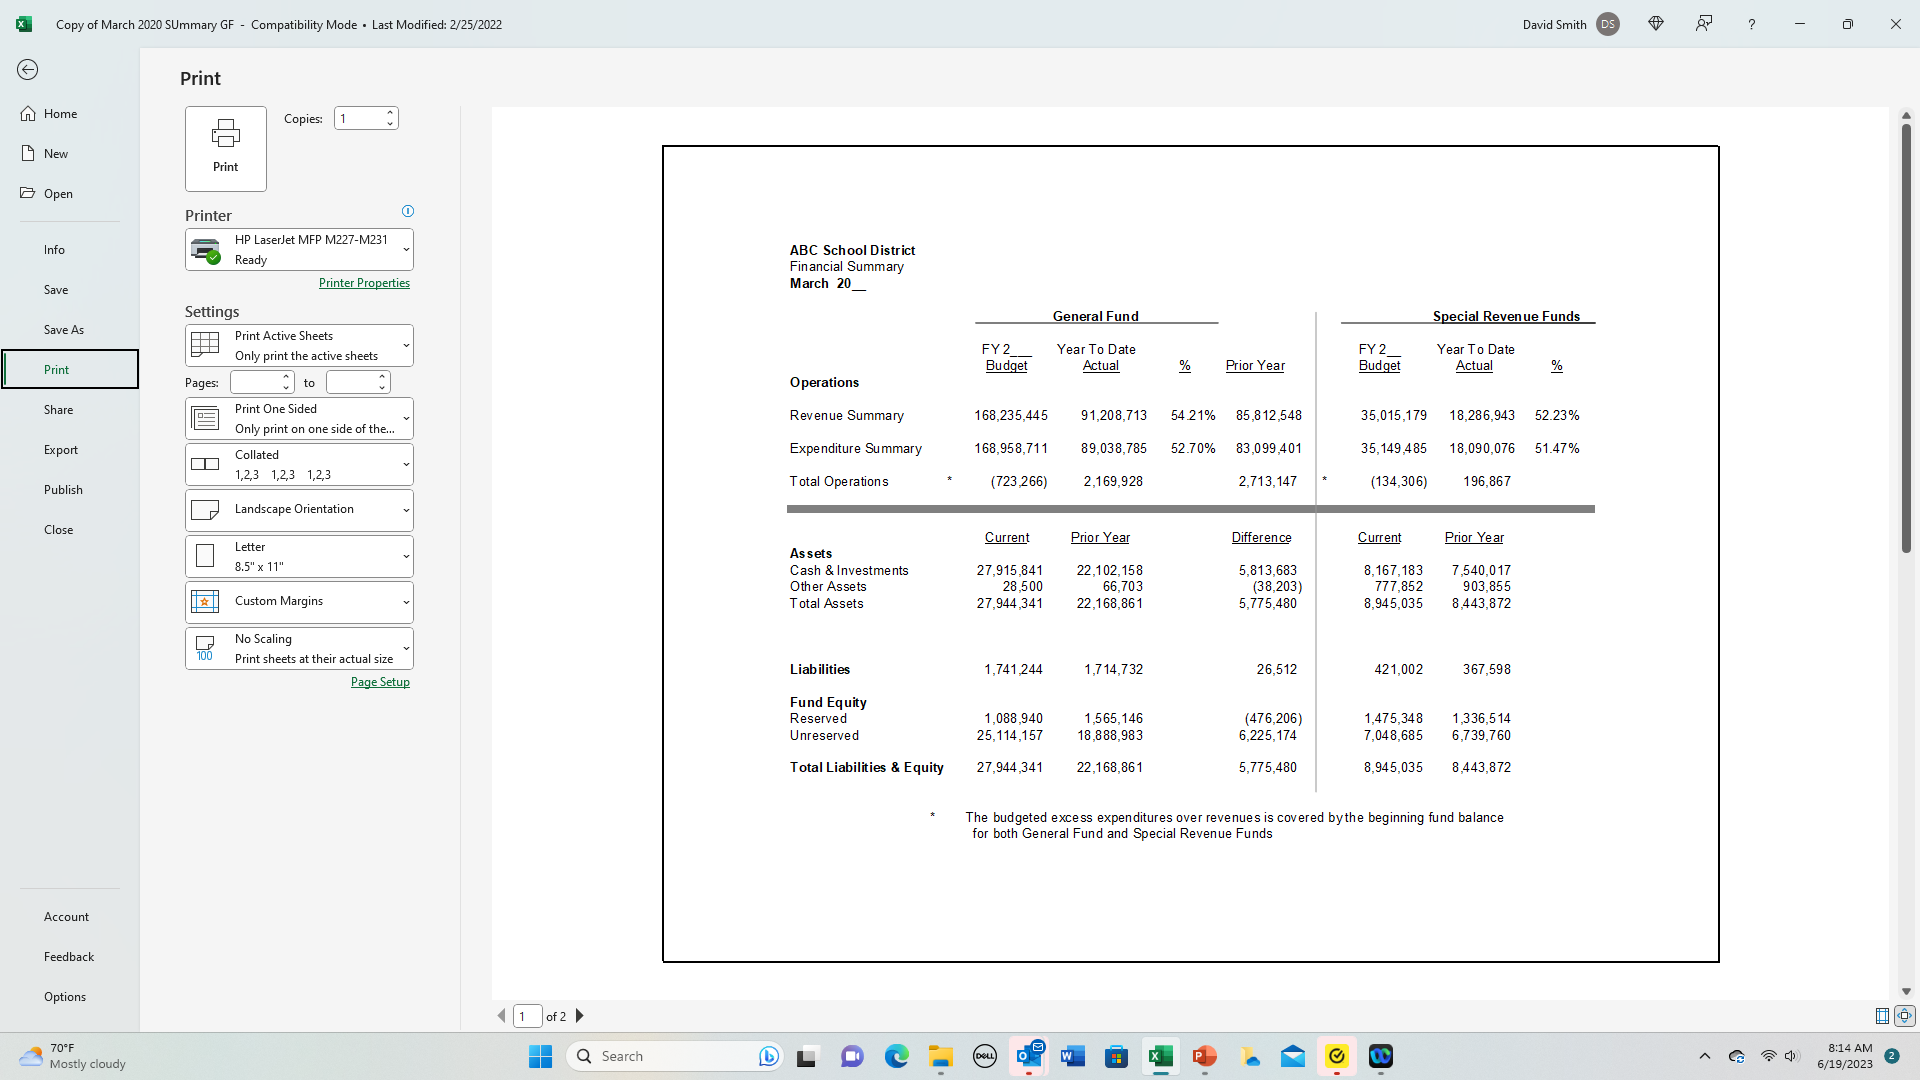 Copy of March 2020 SUmmary GF - Compatibility Mode • Last Modified: 2/25/2022
David Smith DS ?
Print
Home
New
Open
Info
Save
Save As
Print
Share
Export
Publish
Close
Account
Feedback
Options
Print
Copies: 1
Printer
HP LaserJet MFP M227-M231
Ready
Printer Properties
Settings
Print Active Sheets
Only print the active sheets
Pages: to
Print One Sided
Only print on one side of the...
Collated
1,2,3 1,2,3 1,2,3
Landscape Orientation
Letter
8.5" x 11"
Custom Margins
No Scaling
100 Print sheets at their actual size
Page Setup
ABC School District
Financial Summary
March 20__
General Fund Special Revenue Funds
FY 2___ Year To Date FY 2__ Year To Date
Budget Actual % Prior Year Budget Actual %
Operations
Revenue Summary 168,235,445 91,208,713 54.21% 85,812,548 35,015,179 18,286,943 52.23%
Expenditure Summary 168,958,711 89,038,785 52.70% 83,099,401 35,149,485 18,090,076 51.47%
Total Operations * (723,266) 2,169,928 2,713,147 * (134,306) 196,867
Current Prior Year Difference Current Prior Year
Assets
Cash & Investments 27,915,841 22,102,158 5,813,683 8,167,183 7,540,017
Other Assets 28,500 66,703 (38,203) 777,852 903,855
Total Assets 27,944,341 22,168,861 5,775,480 8,945,035 8,443,872
Liabilities 1,741,244 1,714,732 26,512 421,002 367,598
Fund Equity
Reserved 1,088,940 1,565,146 (476,206) 1,475,348 1,336,514
Unreserved 25,114,157 18,888,983 6,225,174 7,048,685 6,739,760
Total Liabilities & Equity 27,944,341 22,168,861 5,775,480 8,945,035 8,443,872
* The budgeted excess expenditures over revenues is covered by the beginning fund balance
for both General Fund and Special Revenue Funds
1 of 2
70°F
Mostly cloudy
Search
DELL
8:14 AM
6/19/2023
2